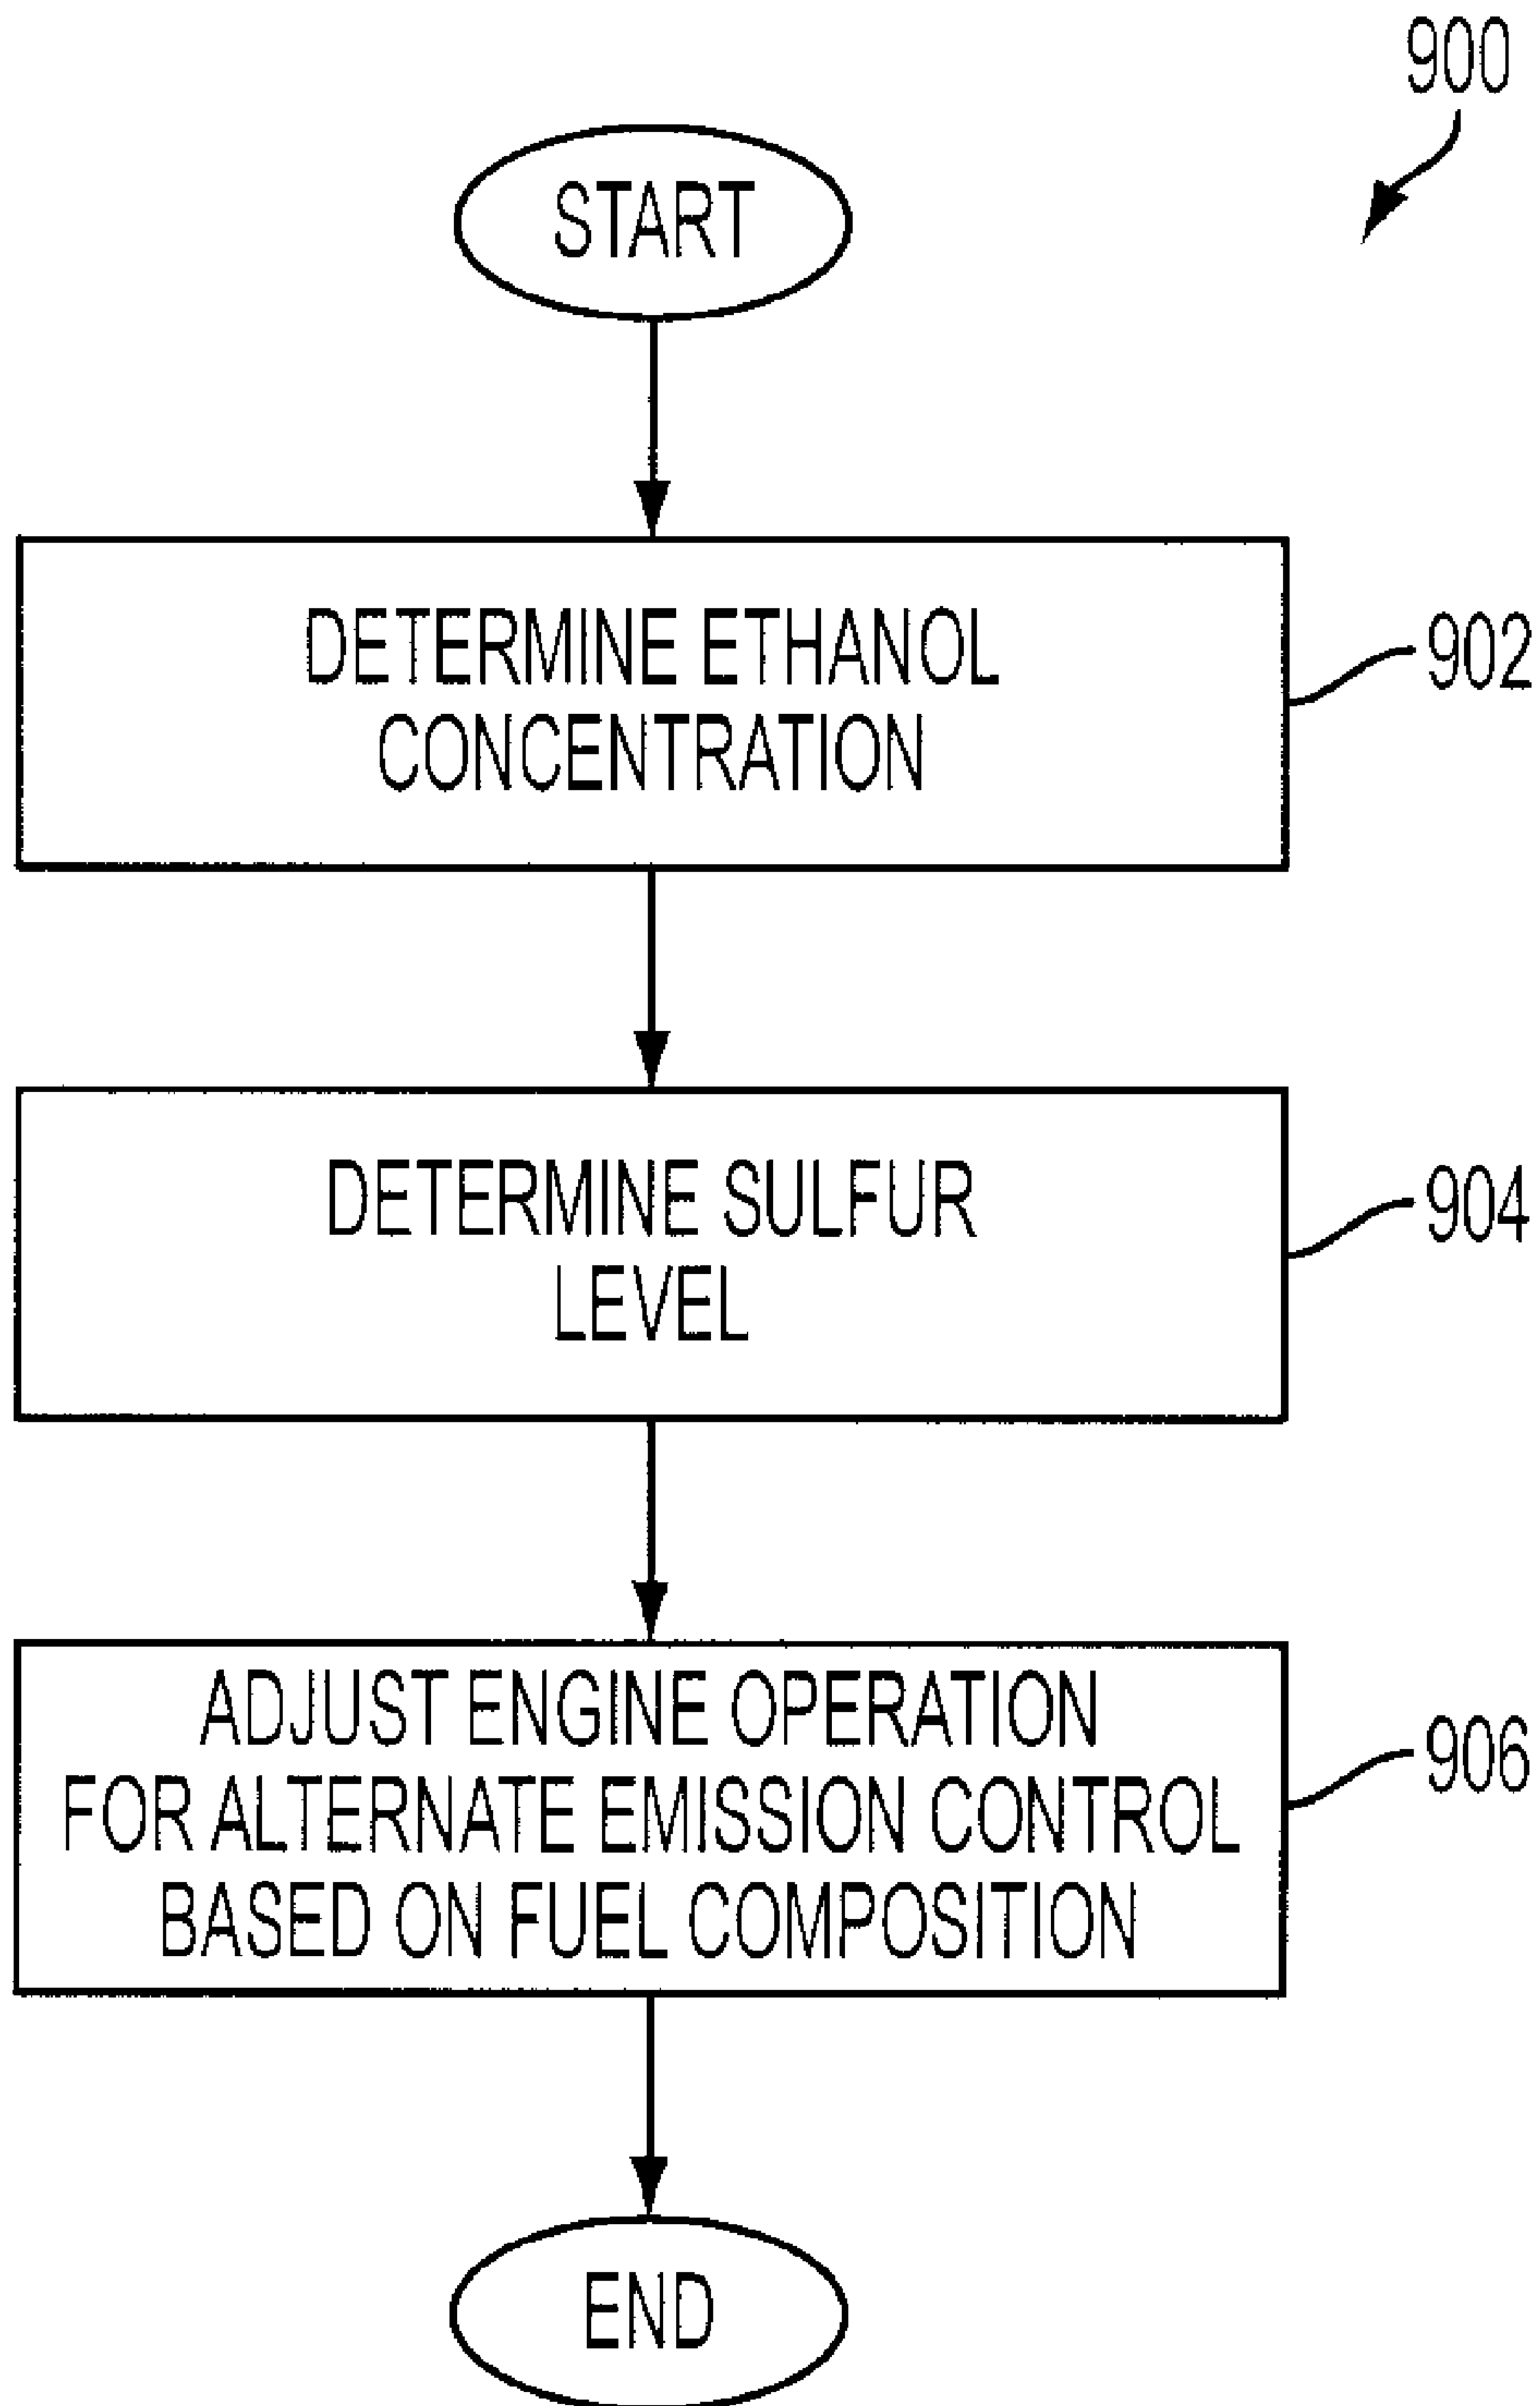 900
START
DETERMINE ETHANOL
CONCENTRATION
902
DETERMINE SULFUR
LEVEL
904
ADJUST ENGINE OPERATION
FOR ALTERNATE EMISSION CONTROL
BASED ON FUEL COMPOSITION
906
END